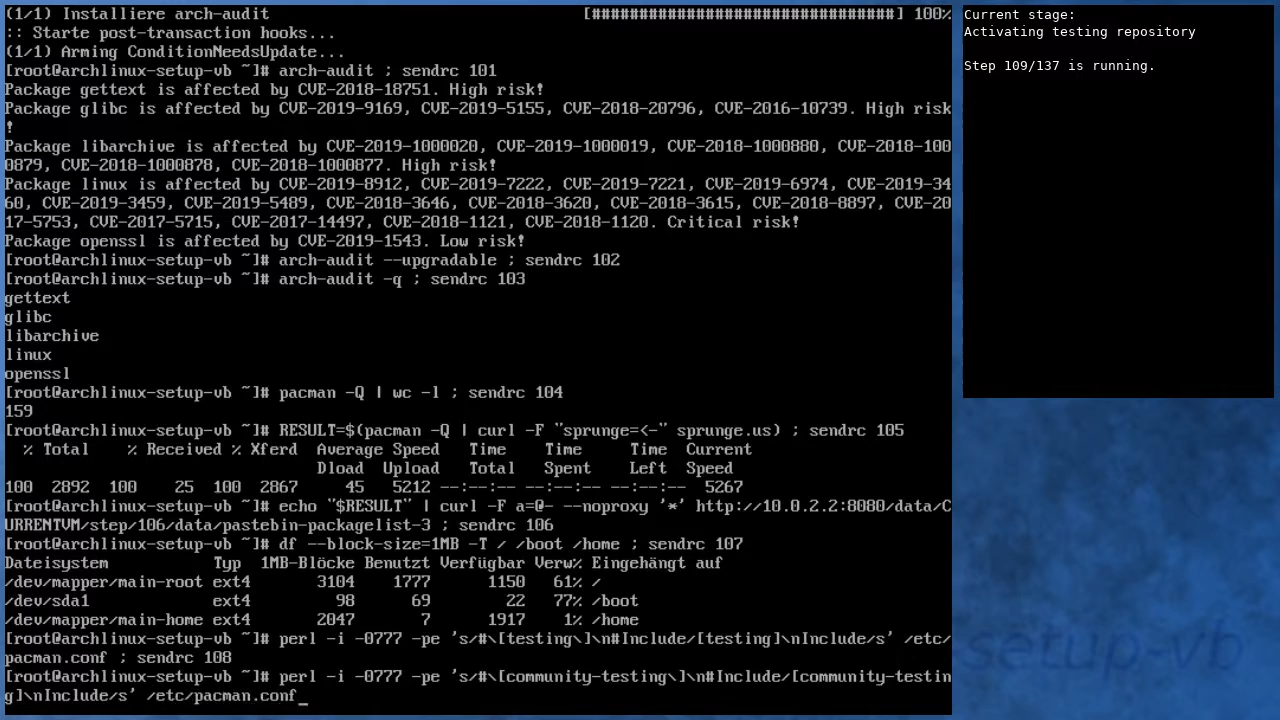 (1/1) Installiere arch-audit [################################] 100%
:: Starte post-transaction hooks...
(1/1) Arming ConditionNeedsUpdate...
[root@archlinux-setup-vb ~]# arch-audit ; sendrc 101
Package gettext is affected by CVE-2018-18751. High risk!
Package glibc is affected by CVE-2019-9169, CVE-2019-5155, CVE-2018-20796, CVE-2016-10739. High risk
!
Package libarchive is affected by CVE-2019-1000020, CVE-2019-1000019, CVE-2018-1000880, CVE-2018-100
0879, CVE-2018-1000878, CVE-2018-1000877. High risk!
Package linux is affected by CVE-2019-8912, CVE-2019-7222, CVE-2019-7221, CVE-2019-6974, CVE-2019-34
60, CVE-2019-3459, CVE-2019-5489, CVE-2018-3646, CVE-2018-3620, CVE-2018-3615, CVE-2018-8897, CVE-20
17-5753, CVE-2017-5715, CVE-2017-14497, CVE-2018-1121, CVE-2018-1120. Critical risk!
Package openssl is affected by CVE-2019-1543. Low risk!
[root@archlinux-setup-vb ~]# arch-audit --upgradable ; sendrc 102
[root@archlinux-setup-vb ~]# arch-audit -q ; sendrc 103
gettext
glibc
libarchive
linux
openssl
[root@archlinux-setup-vb ~]# pacman -Q | wc -l ; sendrc 104
159
[root@archlinux-setup-vb ~]# RESULT=$(pacman -Q | curl -F "sprunge=<-" sprunge.us) ; sendrc 105
% Total % Received % Xferd Average Speed Time Time Time Current
Dload Upload Total Spent Left Speed
100 2892 100 25 100 2867 45 5212 --:--:-- --:--:-- --:--:-- 5267
[root@archlinux-setup-vb ~]# echo "$RESULT" | curl -F a=@- --noproxy '*' http://10.0.2.2:8080/data/C
URRENTVM/step/106/data/pastebin-packagelist-3 ; sendrc 106
[root@archlinux-setup-vb ~]# df --block-size=1MB -T / /boot /home ; sendrc 107
Dateisystem Typ 1MB-Blöcke Benutzt Verfügbar Verw% Eingehängt auf
/dev/mapper/main-root ext4 3104 1777 1150 61% /
/dev/sda1 ext4 98 69 22 77% /boot
/dev/mapper/main-home ext4 2047 7 1917 1% /home
[root@archlinux-setup-vb ~]# perl -i -0777 -pe 's/#\[testing\]\n#Include/[testing]\nInclude/s' /etc/
pacman.conf ; sendrc 108
[root@archlinux-setup-vb ~]# perl -i -0777 -pe 's/#\[community-testing\]\n#Include/[community-testin
g]\nInclude/s' /etc/pacman.conf_
Current stage:
Activating testing repository
Step 109/137 is running.
setup-vb